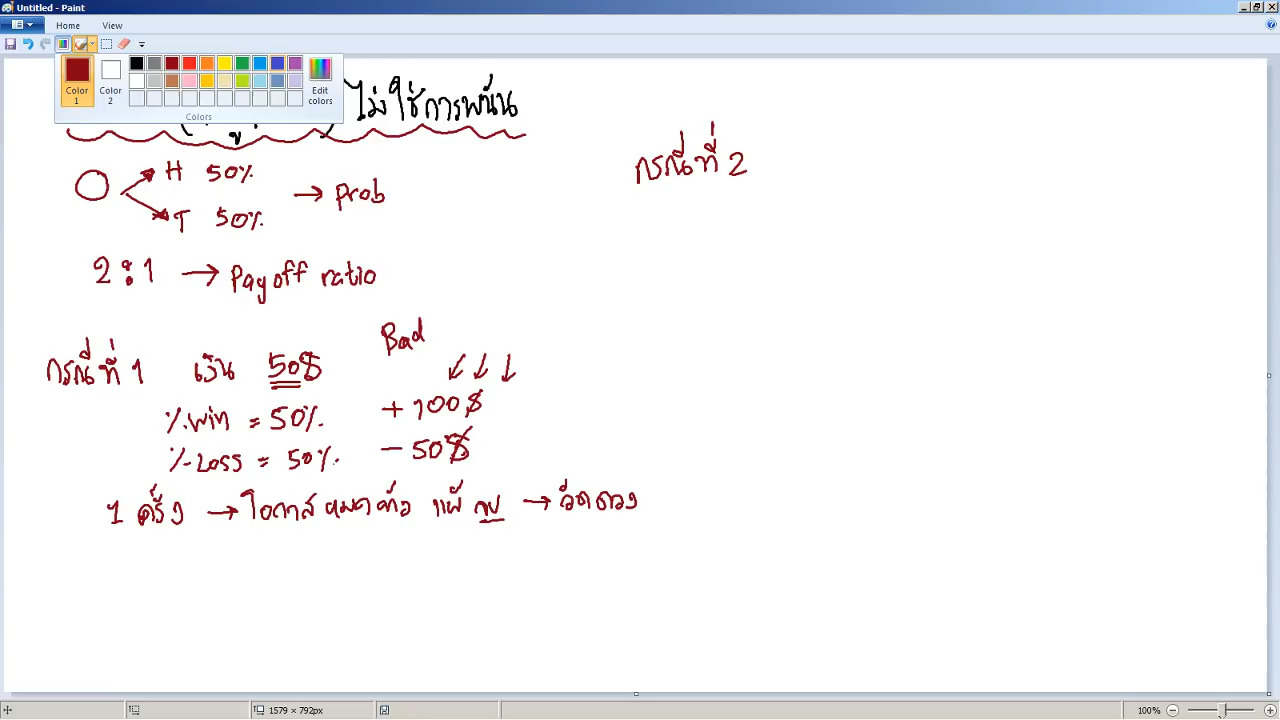 Untitled - Paint
Home View
Color 1
Color 2
Edit colors
Colors
ไม่ใช่การพนัน
H 50%
T 50%
→ Prob
2:1 → Payoff ratio
กรณีที่ 1 เงิน 50$
Bad
%win = 50% + 100$
%Loss = 50% - 50$
1 ครั้ง → โอกาสหมดตัว แพ้ จบ → วัดดวง
กรณีที่ 2
1579 × 792px
100%